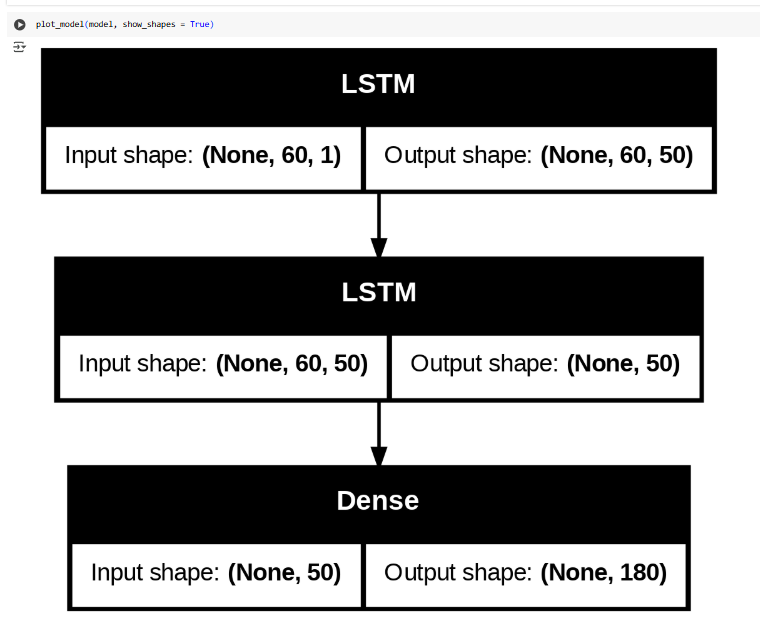 plot_model(model, show_shapes = True)
LSTM
Input shape: (None, 60, 1) Output shape: (None, 60, 50)
LSTM
Input shape: (None, 60, 50) Output shape: (None, 50)
Dense
Input shape: (None, 50) Output shape: (None, 180)